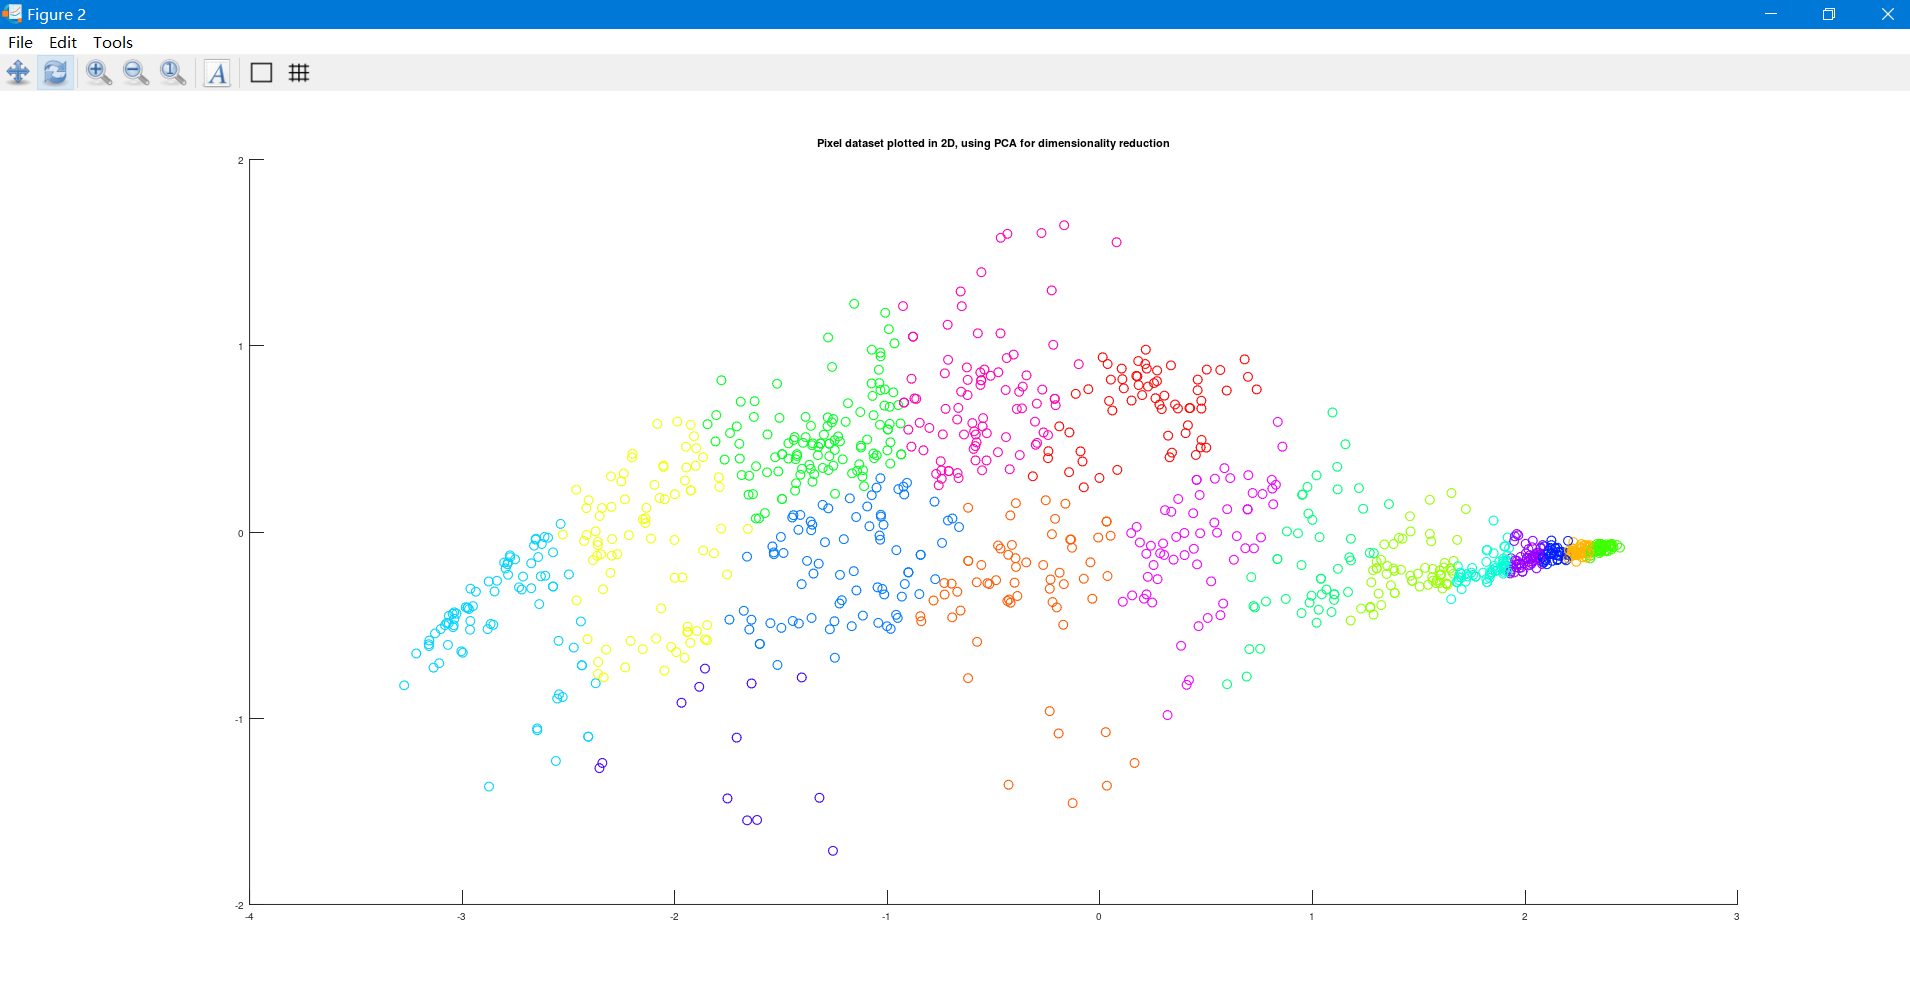 Figure 2
File Edit Tools
1 A
Pixel dataset plotted in 2D, using PCA for dimensionality reduction
2
1
0
-1
-2
-4 -3 -2 -1 0 1 2 3